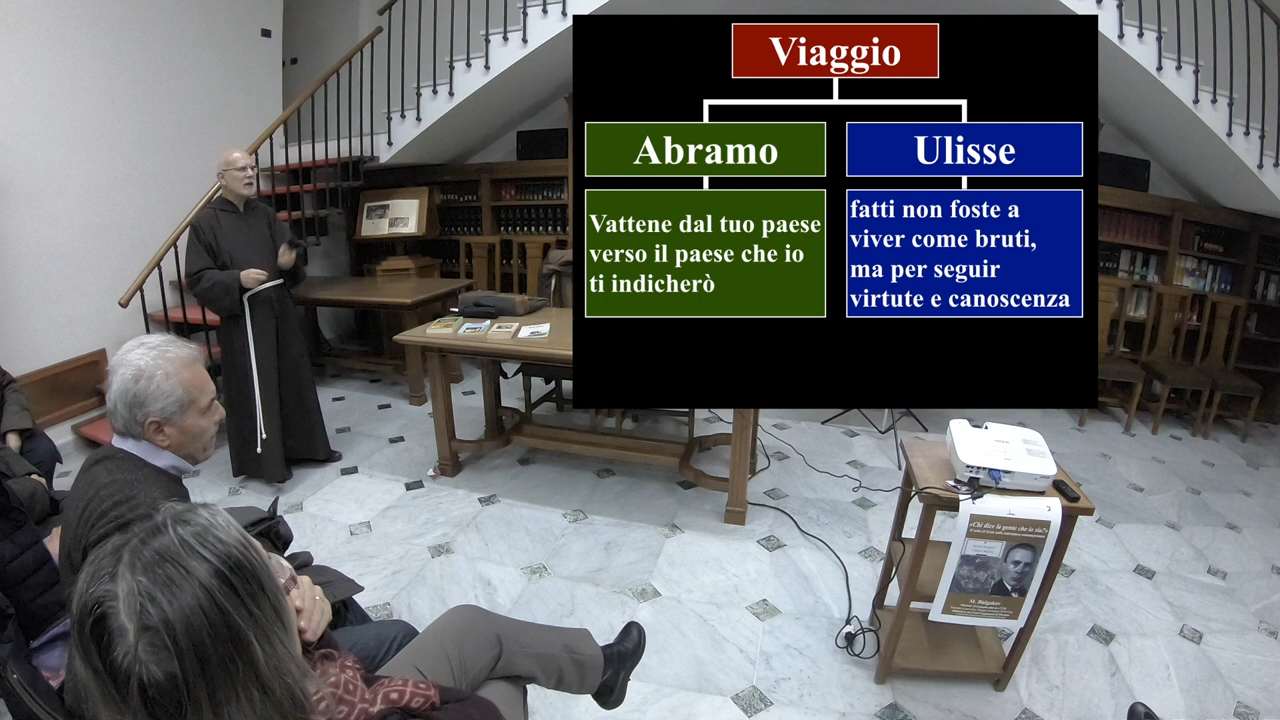 Viaggio
Abramo
Ulisse
Vattene dal tuo paese
verso il paese che io
ti indicherò
fatti non foste a
viver come bruti,
ma per seguir
virtute e canoscenza
«Chi dice la gente che io sia?»
M. Bulgakov